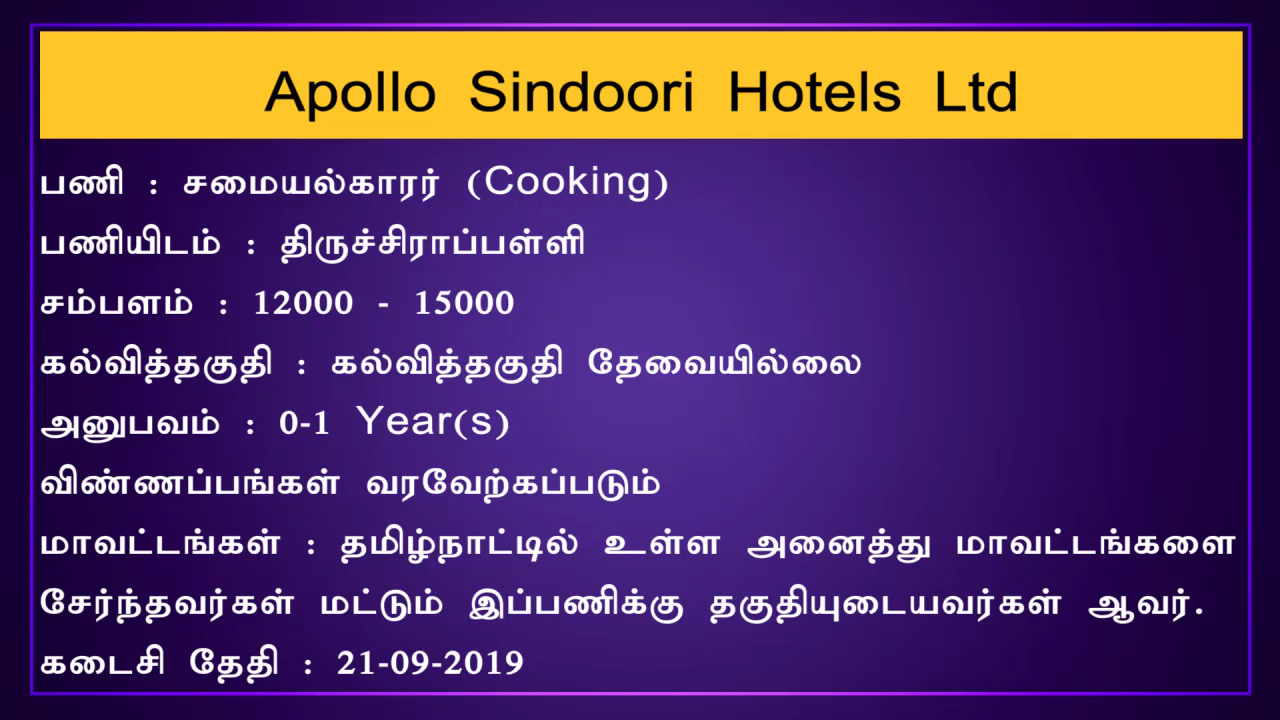 Apollo Sindoori Hotels Ltd
பணி : சமையல்காரர் (Cooking)
பணியிடம் : திருச்சிராப்பள்ளி
சம்பளம் : 12000 - 15000
கல்வித்தகுதி : கல்வித்தகுதி தேவையில்லை
அனுபவம் : 0-1 Year(s)
விண்ணப்பங்கள் வரவேற்கப்படும்
மாவட்டங்கள் : தமிழ்நாட்டில் உள்ள அனைத்து மாவட்டங்களை
சேர்ந்தவர்கள் மட்டும் இப்பணிக்கு தகுதியுடையவர்கள் ஆவர்.
கடைசி தேதி : 21-09-2019